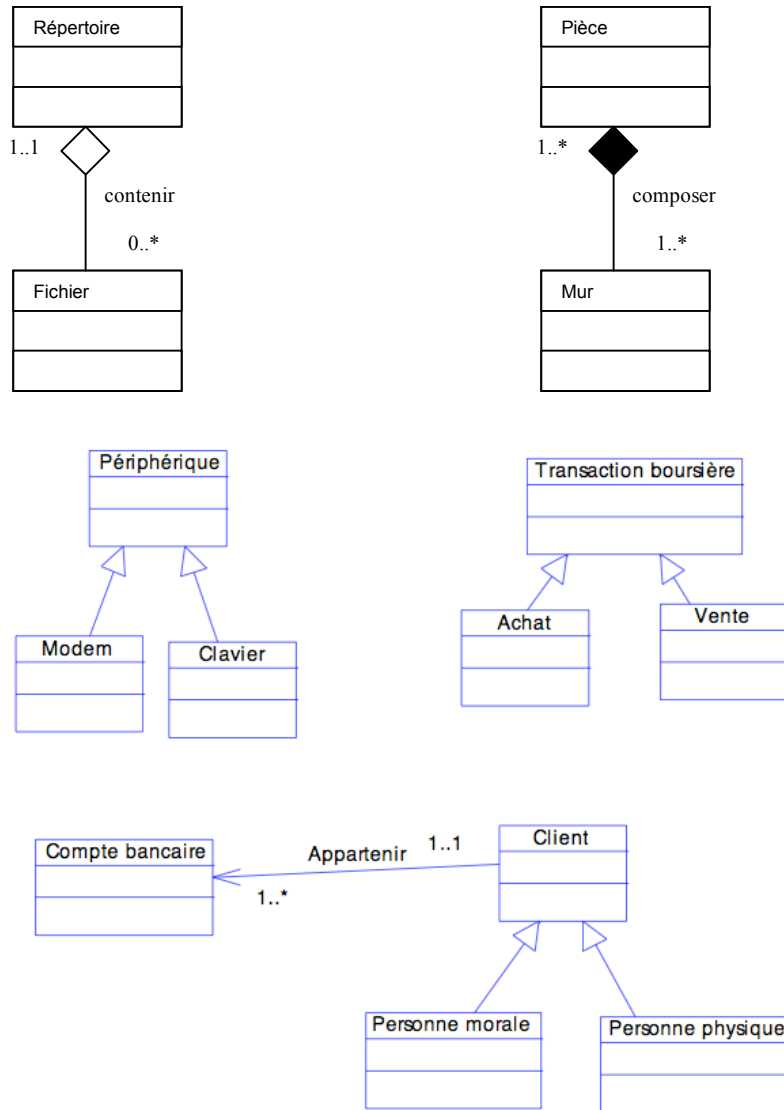 Répertoire
Pièce
1..1
1..*
contenir
composer
0..*
1..*
Fichier
Mur
Périphérique
Transaction boursière
Modem
Clavier
Achat
Vente
Compte bancaire
Appartenir
1..1
Client
1..*
Personne morale
Personne physique